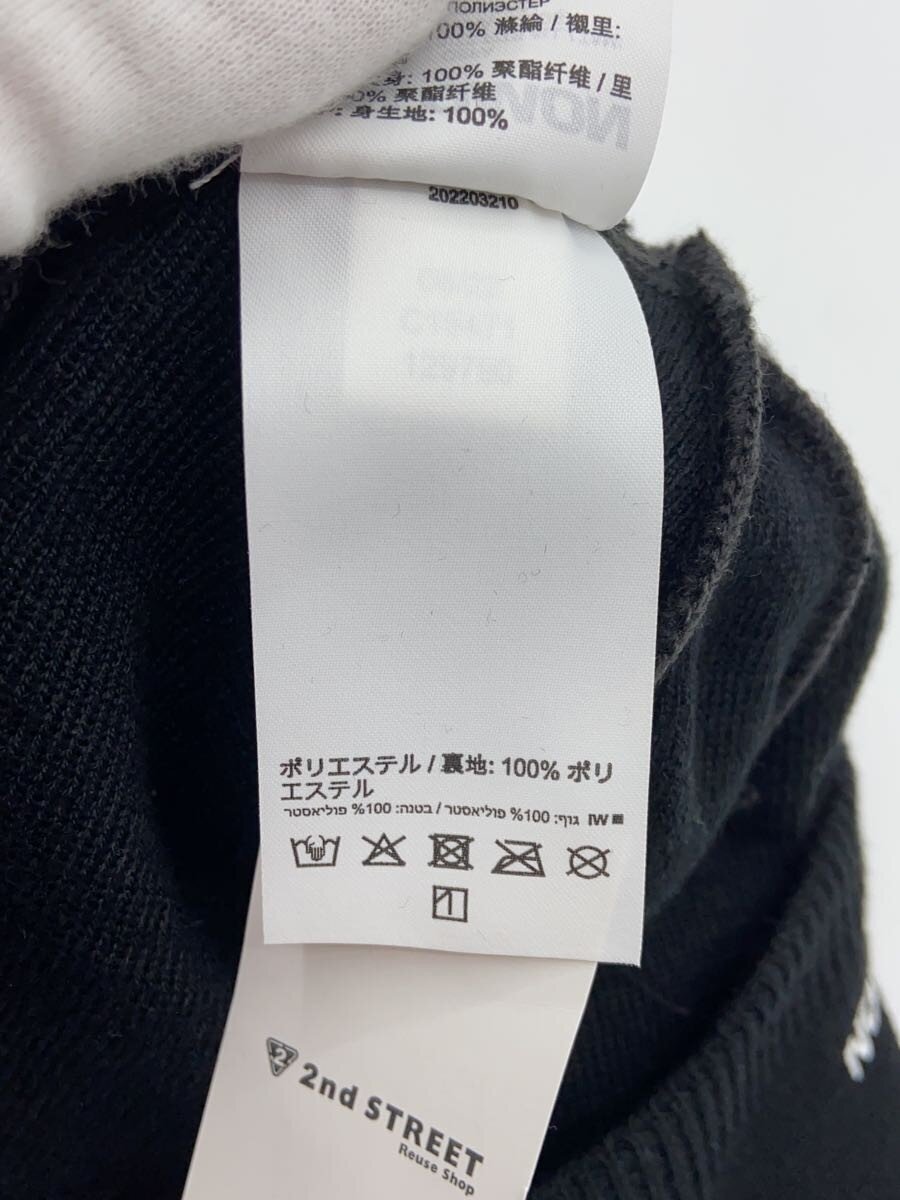 ПОЛИЭСТЕР
100% 滌綸 / 襯里:
身: 100% 聚酯纤维 / 里
0% 聚酯纤维
身生地: 100%
NOV
202203210
ポリエステル / 裏地: 100% ポリ
エステル
IW גוף: 100% פוליאסטר / בטנה: 100% פוליאסטר
2nd STREET
Reuse Shop